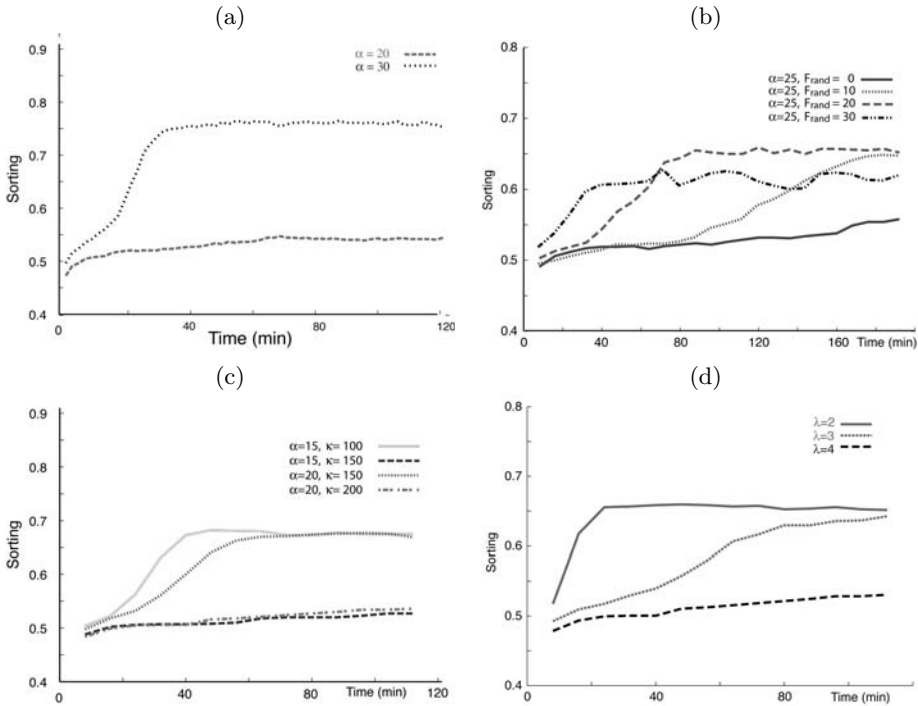 (a)
0.9
0.8
0.7
0.6
0.5
0.4
Sorting
α = 20
α = 30
0
40
80
120
Time (min)
(b)
0.8
0.7
0.6
0.5
0.4
Sorting
α=25, Frand = 0
α=25, Frand = 10
α=25, Frand = 20
α=25, Frand = 30
0
40
80
120
160
Time (min)
(c)
0.9
0.8
0.7
0.6
0.5
0.4
Sorting
α=15, κ= 100
α=15, κ= 150
α=20, κ= 150
α=20, κ= 200
0
40
80
Time (min)
120
(d)
0.8
0.7
0.6
0.5
0.4
Sorting
λ=2
λ=3
λ=4
0
40
80
Time (min)